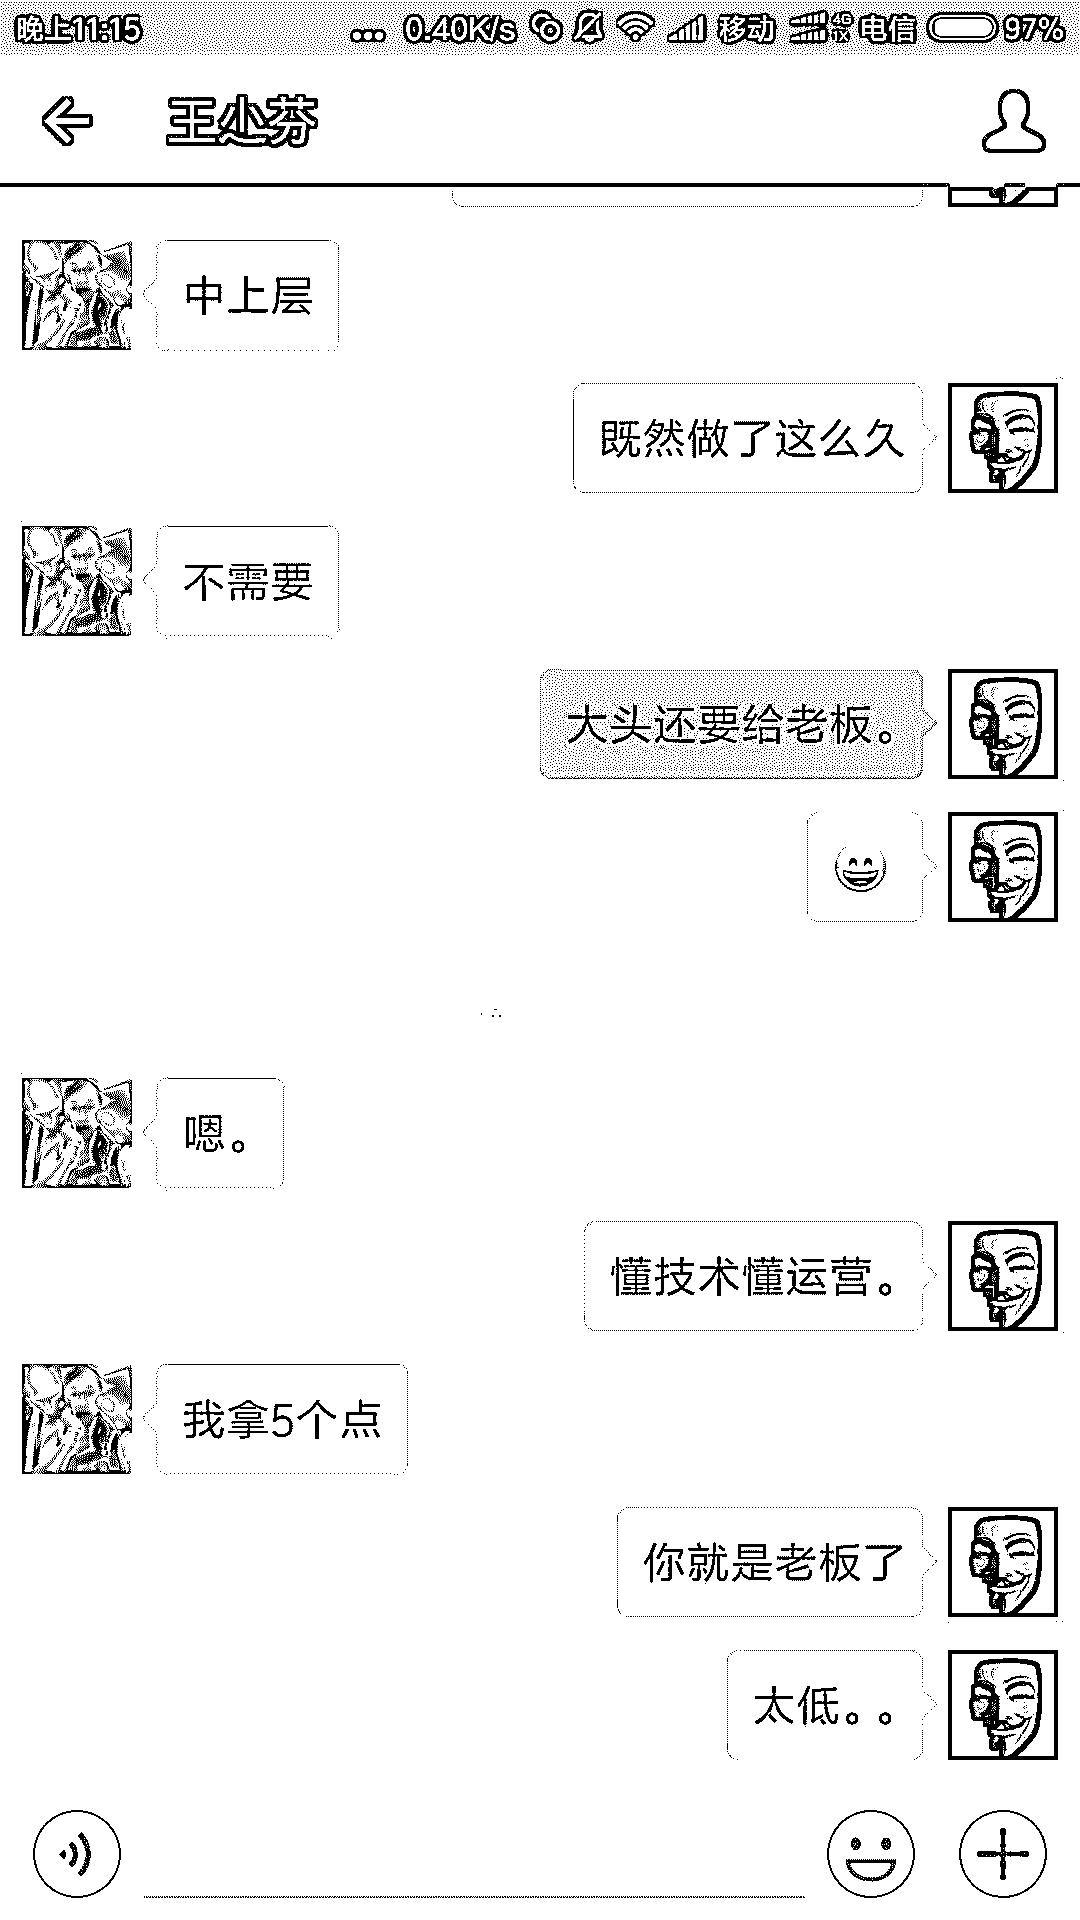 晚上11:15 ... 0.40K/s 移动 4G 1X 电信 97%
王小芬
中上层
既然做了这么久
不需要
大头还要给老板。
嗯。
懂技术懂运营。
我拿5个点
你就是老板了
太低。。